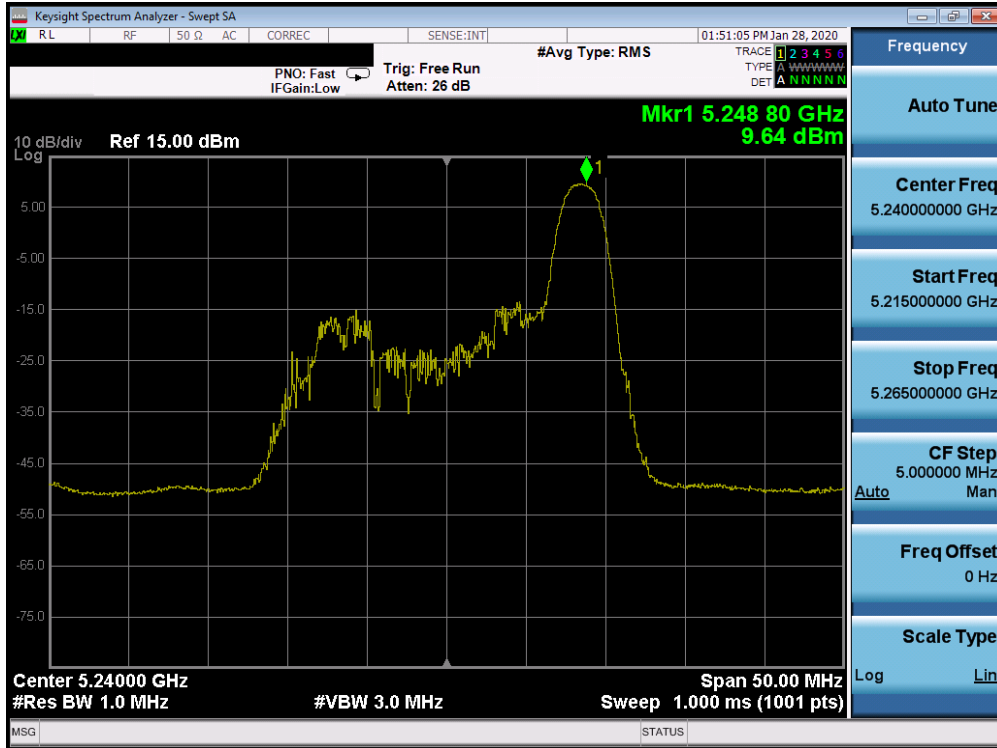 Keysight Spectrum Analyzer - Swept SA
LXI RL RF 50 Ω AC CORREC SENSE:INT 01:51:05 PM Jan 28, 2020
#Avg Type: RMS TRACE 1 2 3 4 5 6
PNO: Fast Trig: Free Run TYPE A WWWWW
IFGain:Low Atten: 26 dB DET A N N N N N
Mkr1 5.248 80 GHz
9.64 dBm
10 dB/div Ref 15.00 dBm
Log
1
5.00
-5.00
-15.0
-25.0
-35.0
-45.0
-55.0
-65.0
-75.0
Center 5.24000 GHz Span 50.00 MHz
#Res BW 1.0 MHz #VBW 3.0 MHz Sweep 1.000 ms (1001 pts)
MSG STATUS
Frequency
Auto Tune
Center Freq
5.240000000 GHz
Start Freq
5.215000000 GHz
Stop Freq
5.265000000 GHz
CF Step
5.000000 MHz
Auto Man
Freq Offset
0 Hz
Scale Type
Log Lin